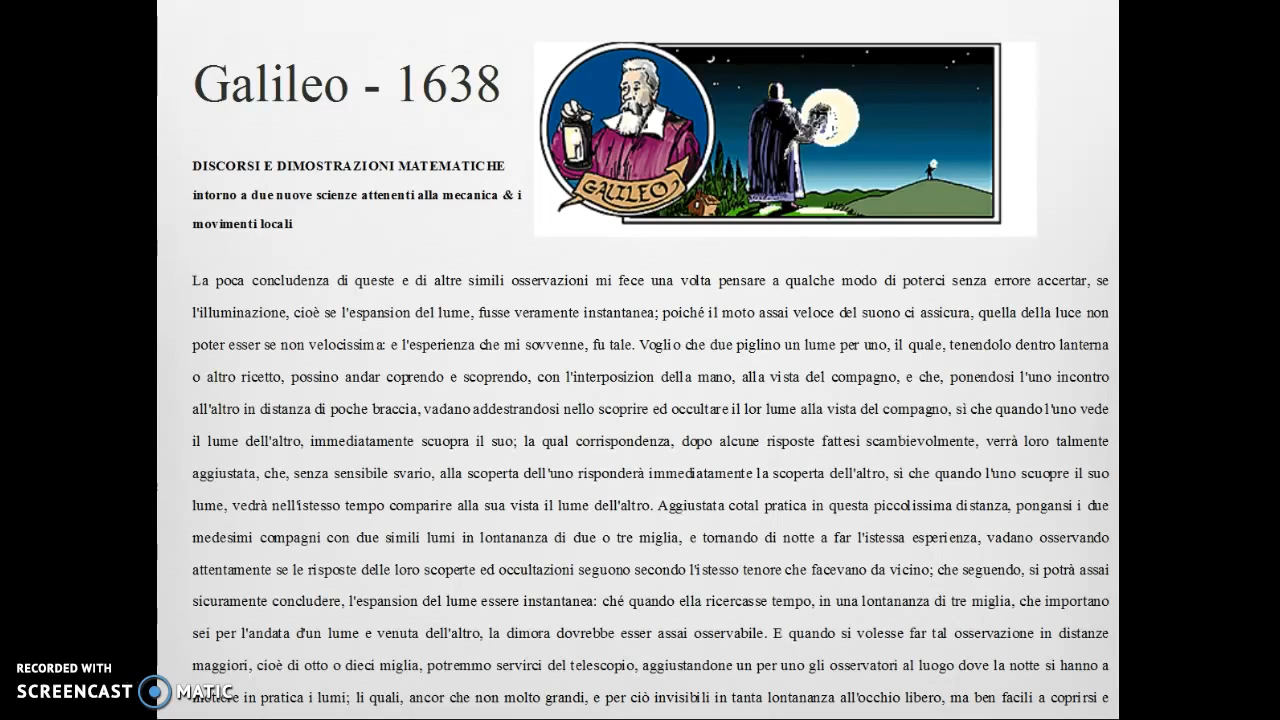 Galileo - 1638
GALILEO
DISCORSI E DIMOSTRAZIONI MATEMATICHE
intorno a due nuove scienze attenenti alla mecanica & i
movimenti locali
La poca concludenza di queste e di altre simili osservazioni mi fece una volta pensare a qualche modo di poterci senza errore accertar, se
l'illuminazione, cioè se l'espansion del lume, fusse veramente instantanea; poiché il moto assai veloce del suono ci assicura, quella della luce non
poter esser se non velocissima: e l'esperienza che mi sovvenne, fu tale. Voglio che due piglino un lume per uno, il quale, tenendolo dentro lanterna
o altro ricetto, possino andar coprendo e scoprendo, con l'interposizion della mano, alla vista del compagno, e che, ponendosi l'uno incontro
all'altro in distanza di poche braccia, vadano addestrandosi nello scoprire ed occultare il lor lume alla vista del compagno, sì che quando l'uno vede
il lume dell'altro, immediatamente scuopra il suo; la qual corrispondenza, dopo alcune risposte fattesi scambievolmente, verrà loro talmente
aggiustata, che, senza sensibile svario, alla scoperta dell'uno risponderà immediatamente la scoperta dell'altro, sì che quando l'uno scuopre il suo
lume, vedrà nell'istesso tempo comparire alla sua vista il lume dell'altro. Aggiustata cotal pratica in questa piccolissima distanza, pongansi i due
medesimi compagni con due simili lumi in lontananza di due o tre miglia, e tornando di notte a far l'istessa esperienza, vadano osservando
attentamente se le risposte delle loro scoperte ed occultazioni seguono secondo l'istesso tenore che facevano da vicino; che seguendo, si potrà assai
sicuramente concludere, l'espansion del lume essere instantanea: ché quando ella ricercasse tempo, in una lontananza di tre miglia, che importano
sei per l'andata d'un lume e venuta dell'altro, la dimora dovrebbe esser assai osservabile. E quando si volesse far tal osservazione in distanze
maggiori, cioè di otto o dieci miglia, potremmo servirci del telescopio, aggiustandone un per uno gli osservatori al luogo dove la notte si hanno a
in pratica i lumi; li quali, ancor che non molto grandi, e per ciò invisibili in tanta lontananza all'occhio libero, ma ben facili a coprirsi e
RECORDED WITH
SCREENCAST MATIC